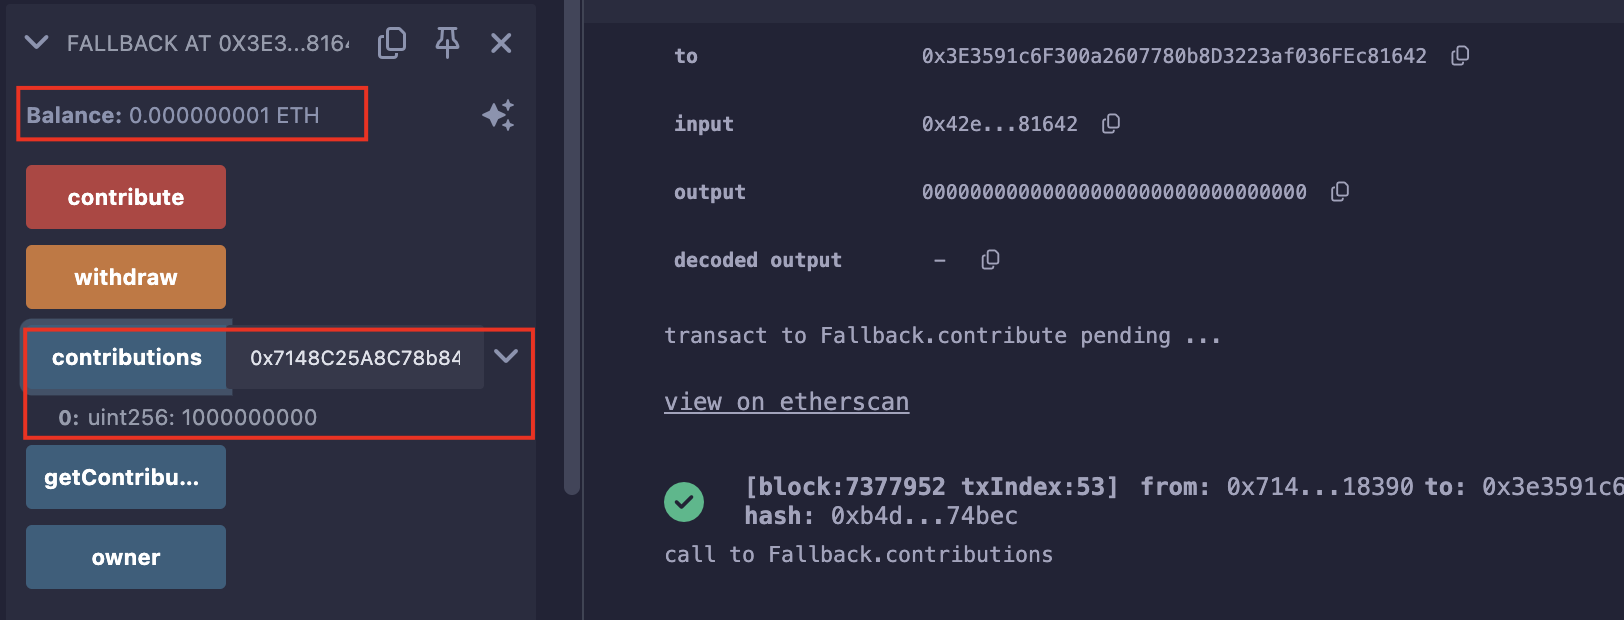 FALLBACK AT 0X3E3...8164
Balance: 0.000000001 ETH
contribute
withdraw
contributions 0x7148C25A8C78b84
0: uint256: 1000000000
getContribu...
owner
to 0x3E3591c6F300a2607780b8D3223af036FEc81642
input 0x42e...81642
output 00000000000000000000000000000000
decoded output -
transact to Fallback.contribute pending ...
view on etherscan
[block:7377952 txIndex:53] from: 0x714...18390 to: 0x3e3591c6
hash: 0xb4d...74bec
call to Fallback.contributions